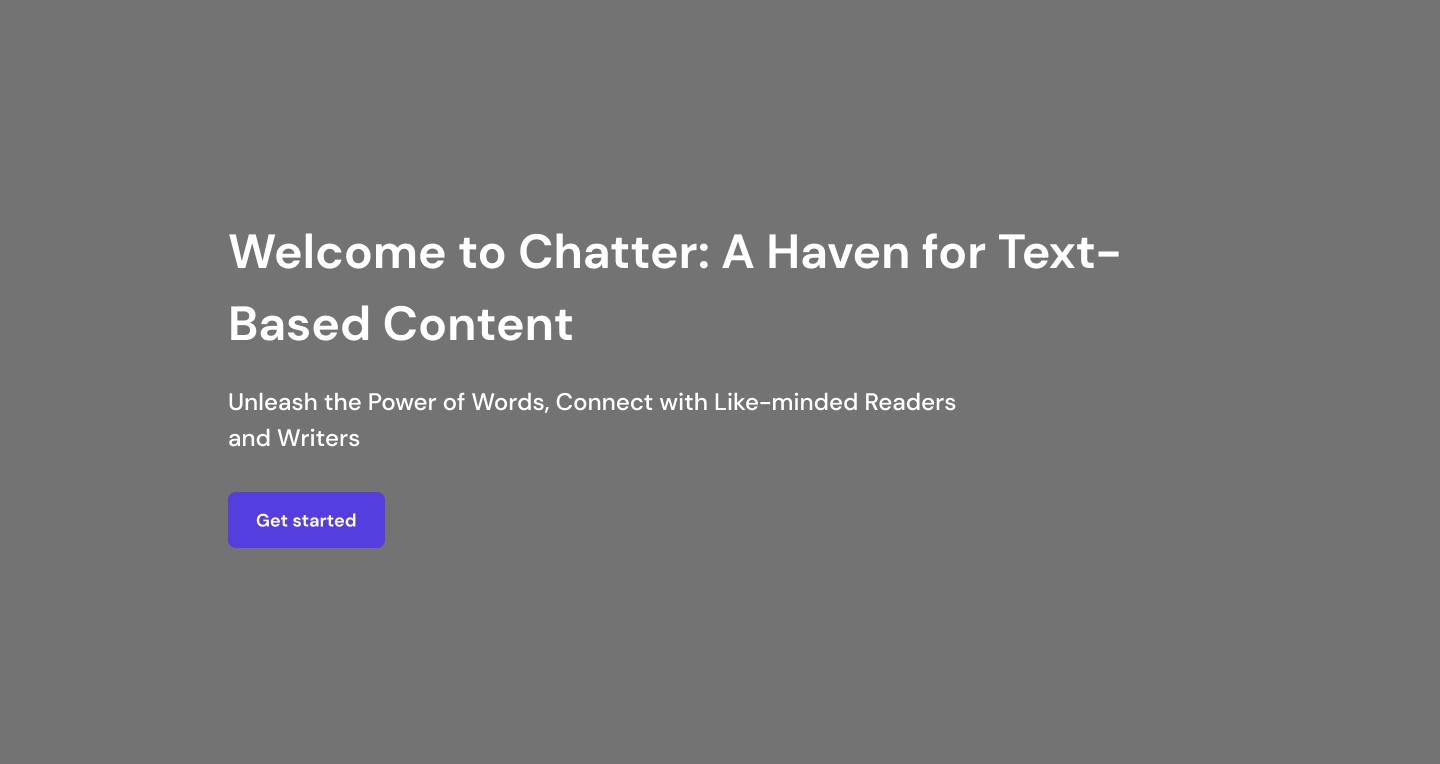 Welcome to Chatter: A Haven for Text-
Based Content
Unleash the Power of Words, Connect with Like-minded Readers
and Writers
Get started